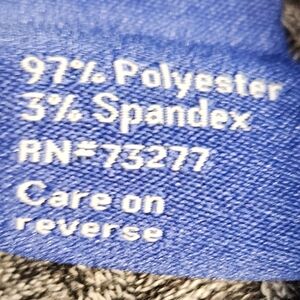 97% Polyester
3% Spandex
RN#73277
Care on
reverse